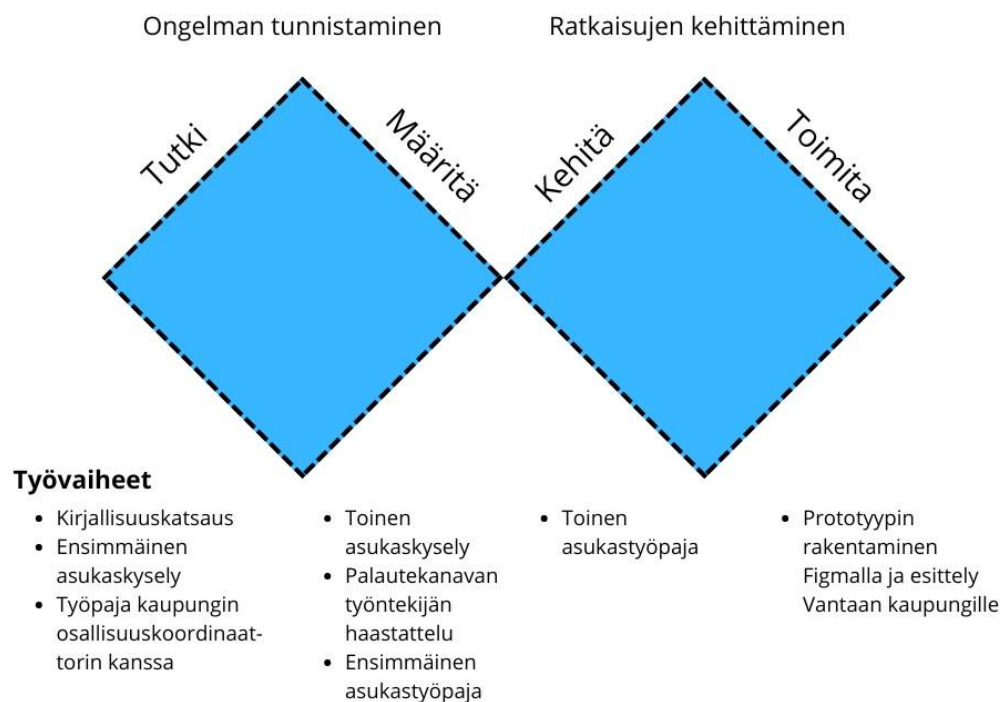 Ongelman tunnistaminen
Ratkaisujen kehittäminen
Tutki
Määritä
Kehitä
Toimita
Työvaiheet
• Kirjallisuuskatsaus
• Ensimmäinen
asukaskysely
• Työpaja kaupungin
osallisuuskoordinaat-
torin kanssa
• Toinen
asukaskysely
• Palautekanavan
työntekijän
haastattelu
• Ensimmäinen
asukastyöpaja
• Toinen
asukastyöpaja
• Prototyypin
rakentaminen
Figmalla ja esittely
Vantaan kaupungille